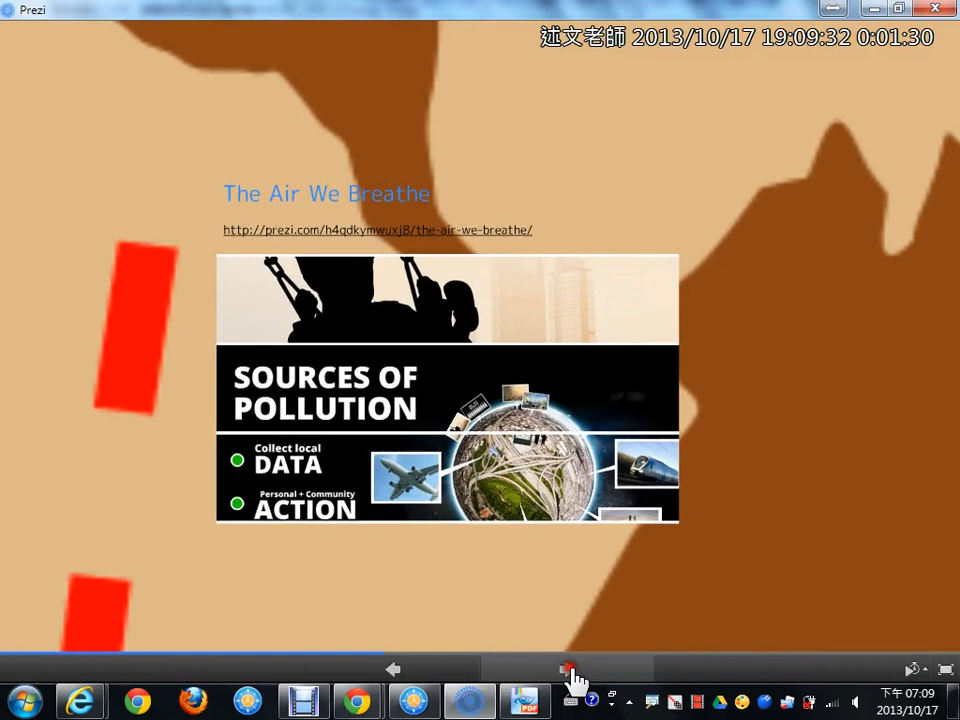 Prezi
述文老師 2013/10/17 19:09:32 0:01:30
The Air We Breathe
http://prezi.com/h4qdkymwuxj8/the-air-we-breathe/
SOURCES OF
POLLUTION
Collect local
DATA
Personal + Community
ACTION
PDF
下午 07:09
2013/10/17